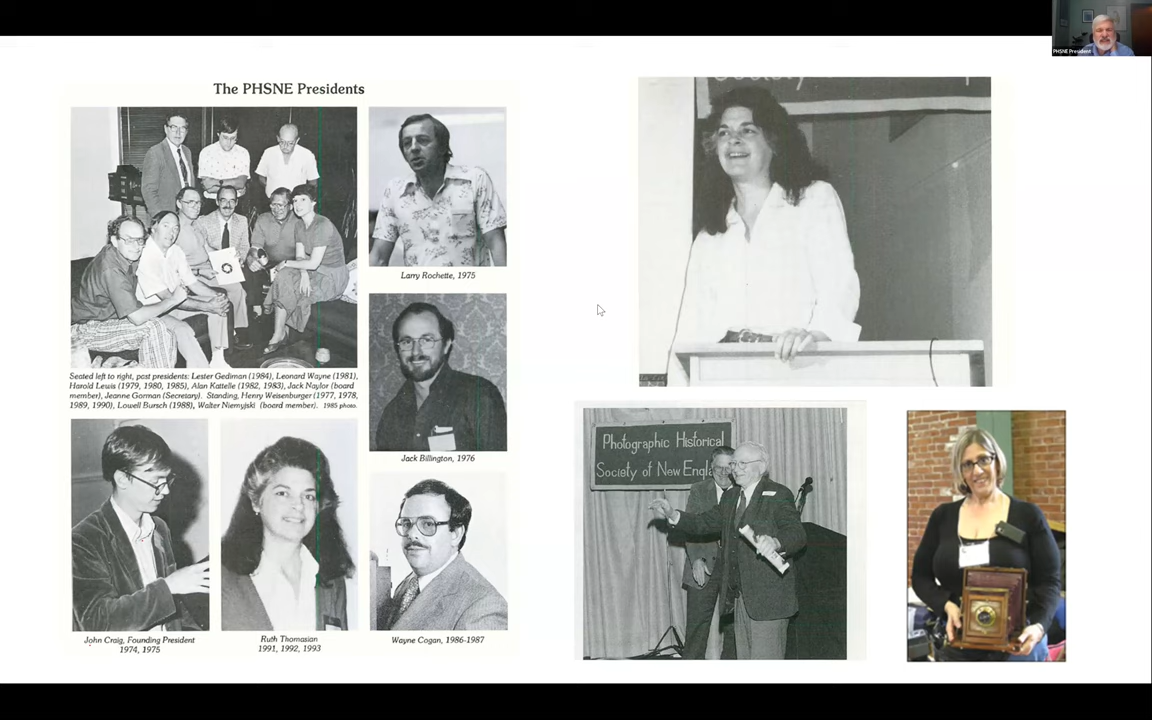 The PHSNE Presidents
Larry Rochette, 1975
Seated left to right, past presidents: Lester Gediman (1984), Leonard Wayne (1981),
Harold Lewis (1979, 1980, 1985), Alan Kattelle (1982, 1983), Jack Naylor (board
member), Jeanne Gorman (Secretary). Standing, Henry Weisenburger (1977, 1978,
1989, 1990), Lowell Bursch (1988), Walter Niemyjski (board member). 1985 photo.
Jack Billington, 1976
John Craig, Founding President
1974, 1975
Ruth Thomasian
1991, 1992, 1993
Wayne Cogan, 1986-1987
Society
Photographic Historical
Society of New Engla
PHSNE President